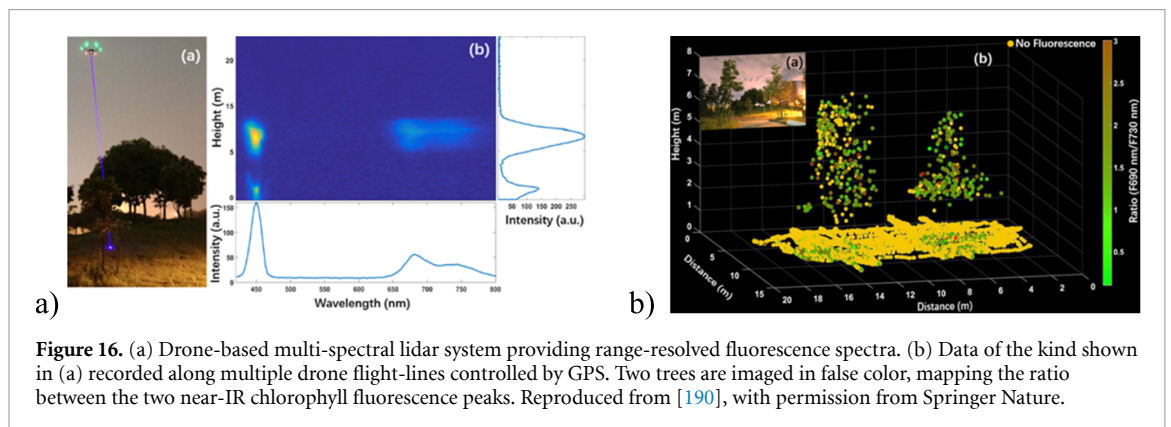 (a)
(b)
Height (m)
15
5
0
50 100 150 200 250
Intensity (a.u.)
Intensity (a.u.)
150
100
50
0
450 500 550 600 650 700 750 800
Wavelength (nm)
a)
No Fluorescence
(a)
(b)
Height (m)
8
7
6
5
4
3
2
1
0
0
5
10
15
Distance (m)
20 18 16 14 12 10 8 6 4 2 0
Distance (m)
3
2.5
2
1.5
1
0.5
Ratio (F690 nm/F730 nm)
b)
Figure 16. (a) Drone-based multi-spectral lidar system providing range-resolved fluorescence spectra. (b) Data of the kind shown
in (a) recorded along multiple drone flight-lines controlled by GPS. Two trees are imaged in false color, mapping the ratio
between the two near-IR chlorophyll fluorescence peaks. Reproduced from [190], with permission from Springer Nature.